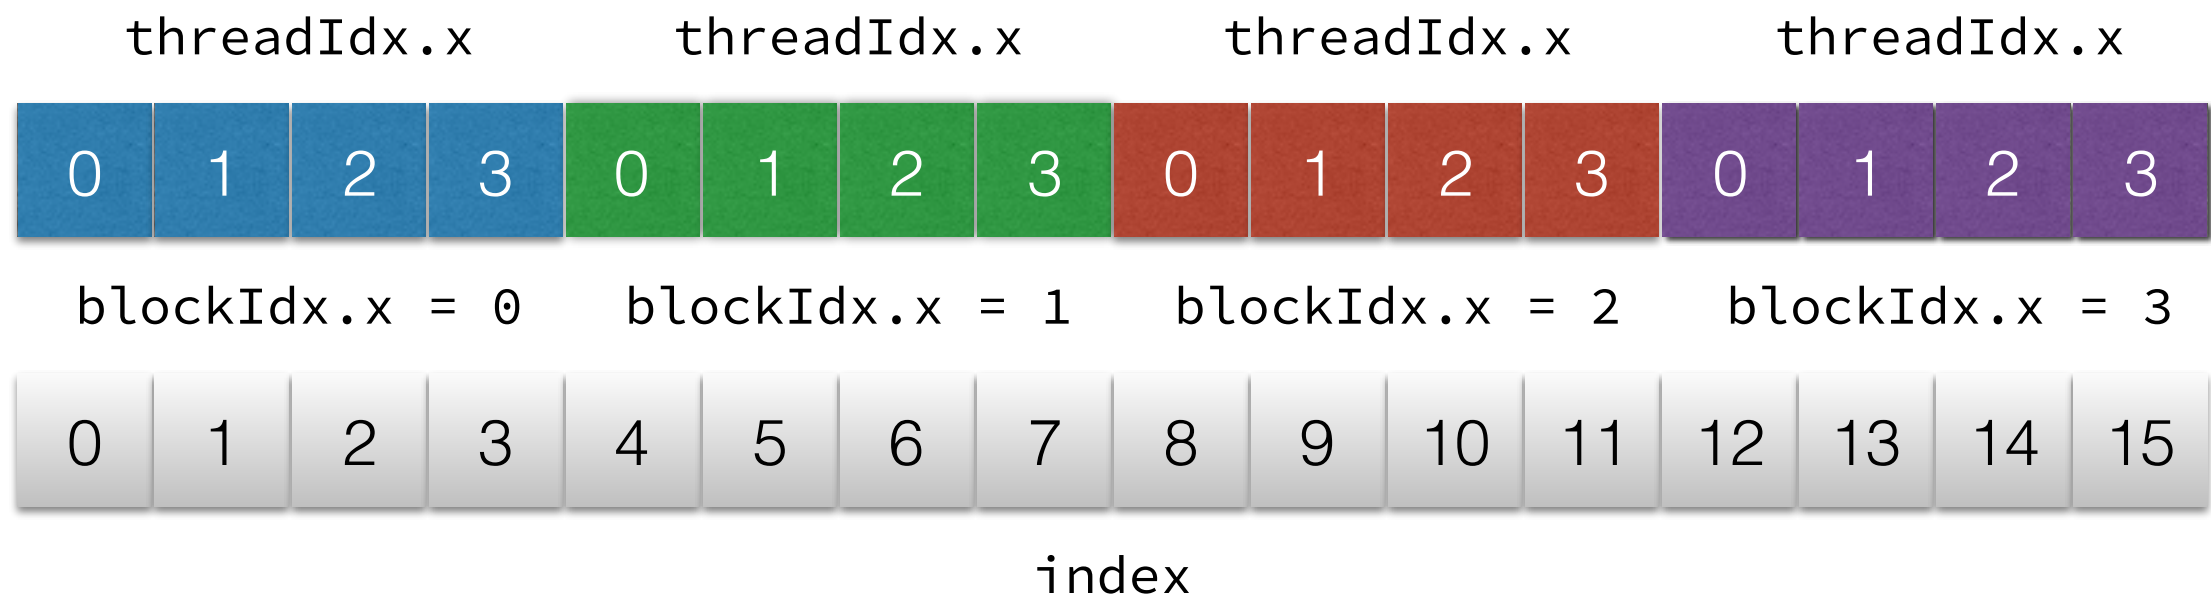 threadIdx.x threadIdx.x threadIdx.x threadIdx.x
0 1 2 3 0 1 2 3 0 1 2 3 0 1 2 3
blockIdx.x = 0 blockIdx.x = 1 blockIdx.x = 2 blockIdx.x = 3
0 1 2 3 4 5 6 7 8 9 10 11 12 13 14 15
index